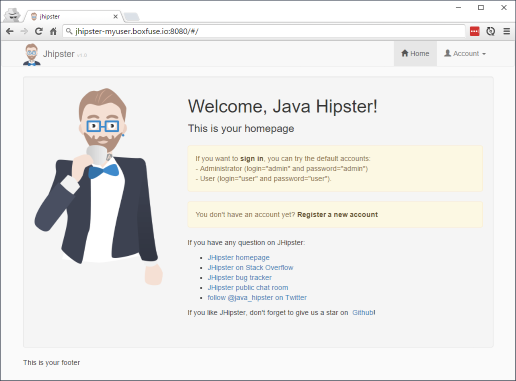 jhipster
jhipster-myuser.boxfuse.io:8080/#/
Jhipster
Home
Account
Welcome, Java Hipster!
This is your homepage
If you want to sign in, you can try the default accounts:
- Administrator (login="admin" and password="admin")
- User (login="user" and password="user").
You don't have an account yet? Register a new account
If you have any question on JHipster:
JHipster homepage
JHipster on Stack Overflow
JHipster bug tracker
JHipster public chat room
follow @java_hipster on Twitter
If you like JHipster, don't forget to give us a star on Github!
This is your footer